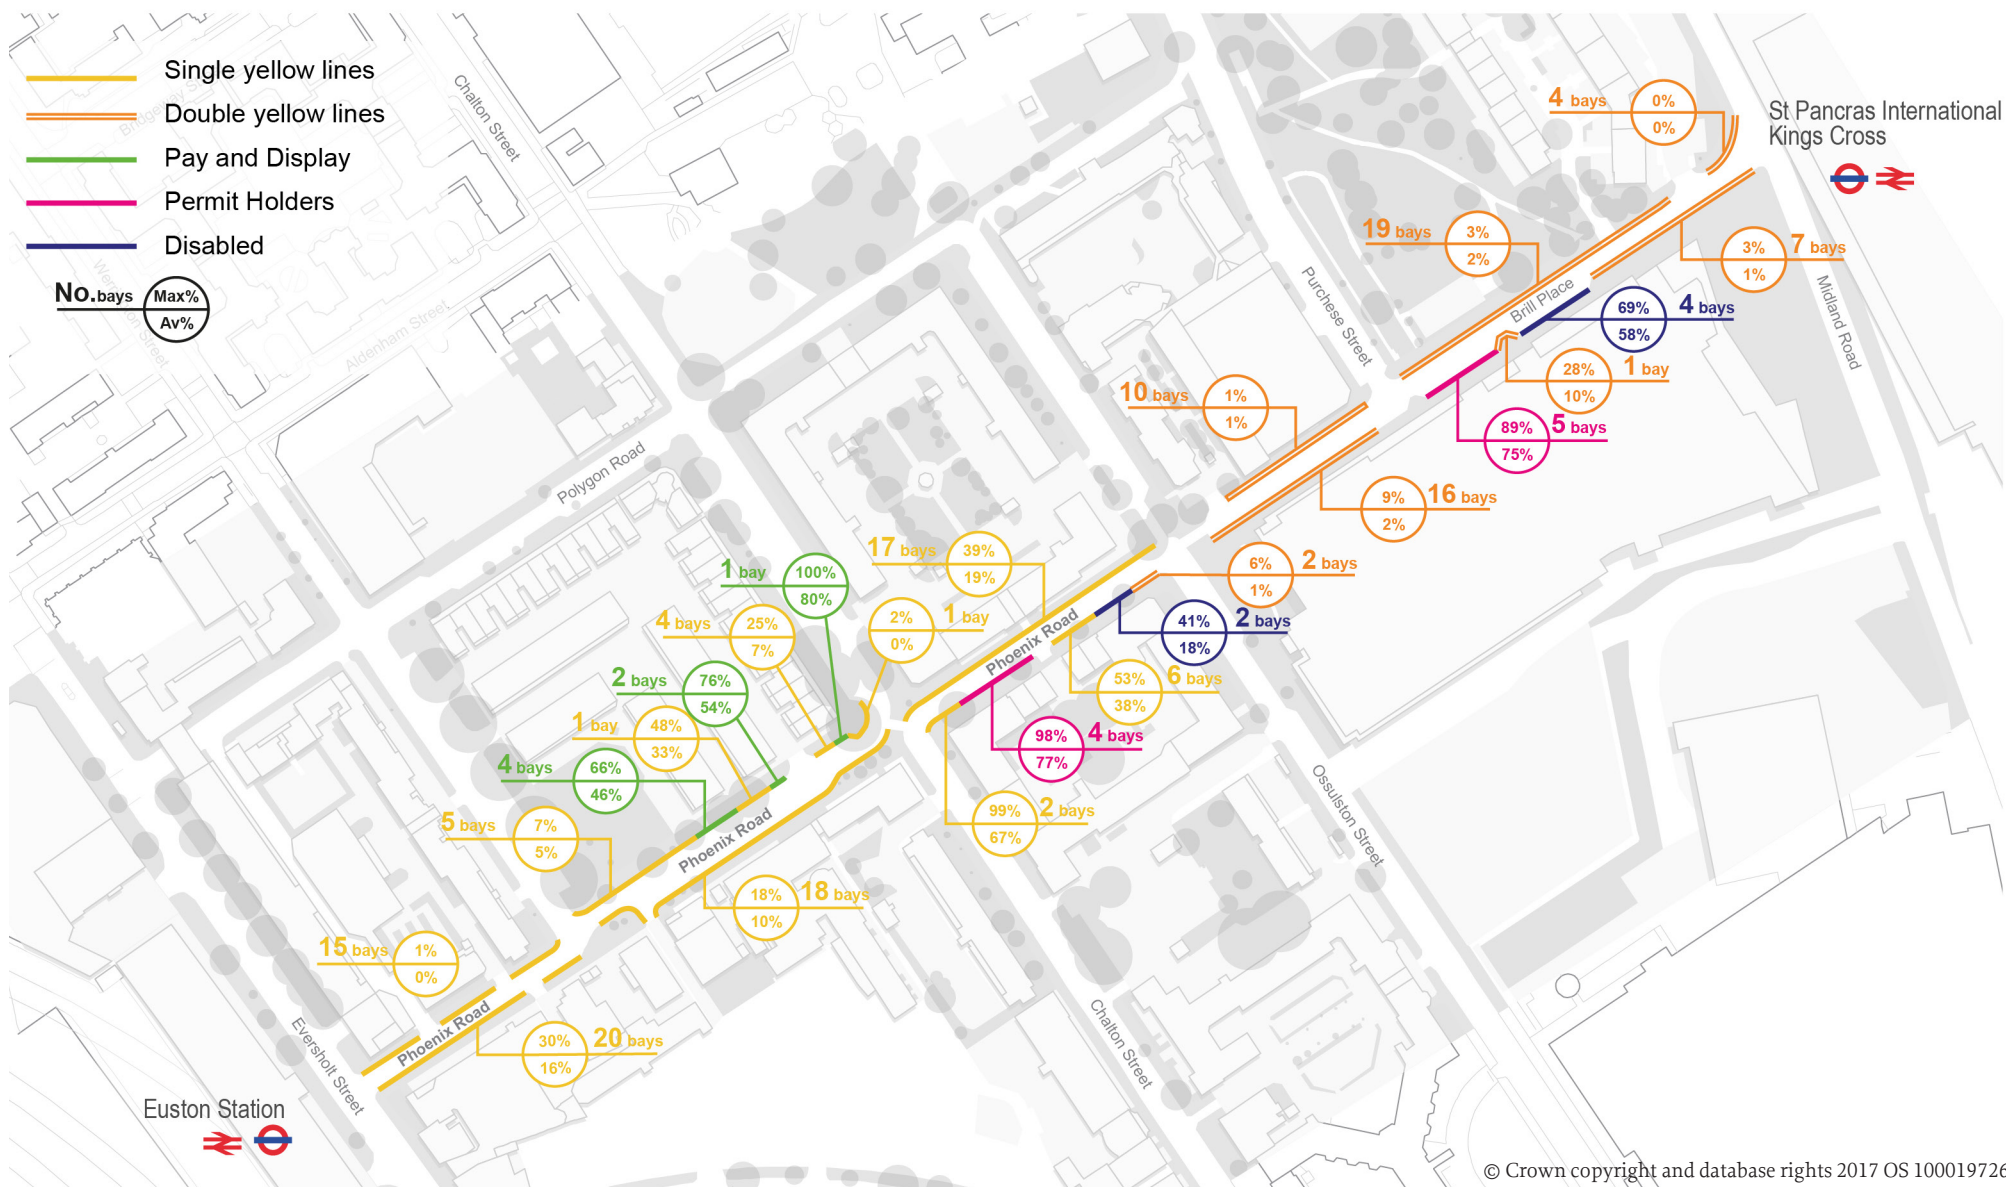 Single yellow lines
Double yellow lines
Pay and Display
Permit Holders
Disabled
No.bays
Max%
Av%
Bridgeway Street
Chalton Street
Werrington Street
Aldenham Street
Polygon Road
Purchese Street
Brill Place
Midland Road
St Pancras International
Kings Cross
4 bays
0%
0%
19 bays
3%
2%
3%
7 bays
1%
69%
4 bays
58%
28%
1 bay
10%
89%
5 bays
75%
10 bays
1%
1%
9%
16 bays
2%
17 bays
39%
19%
6%
2 bays
1%
1 bay
100%
80%
2%
1 bay
0%
4 bays
25%
7%
41%
2 bays
18%
Phoenix Road
53%
6 bays
38%
2 bays
76%
54%
1 bay
48%
33%
98%
4 bays
77%
4 bays
66%
46%
99%
2 bays
67%
5 bays
7%
5%
Phoenix Road
18%
18 bays
10%
Ossulston Street
15 bays
1%
0%
Phoenix Road
30%
20 bays
16%
Eversholt Street
Chalton Street
Euston Station
© Crown copyright and database rights 2017 OS 100019726